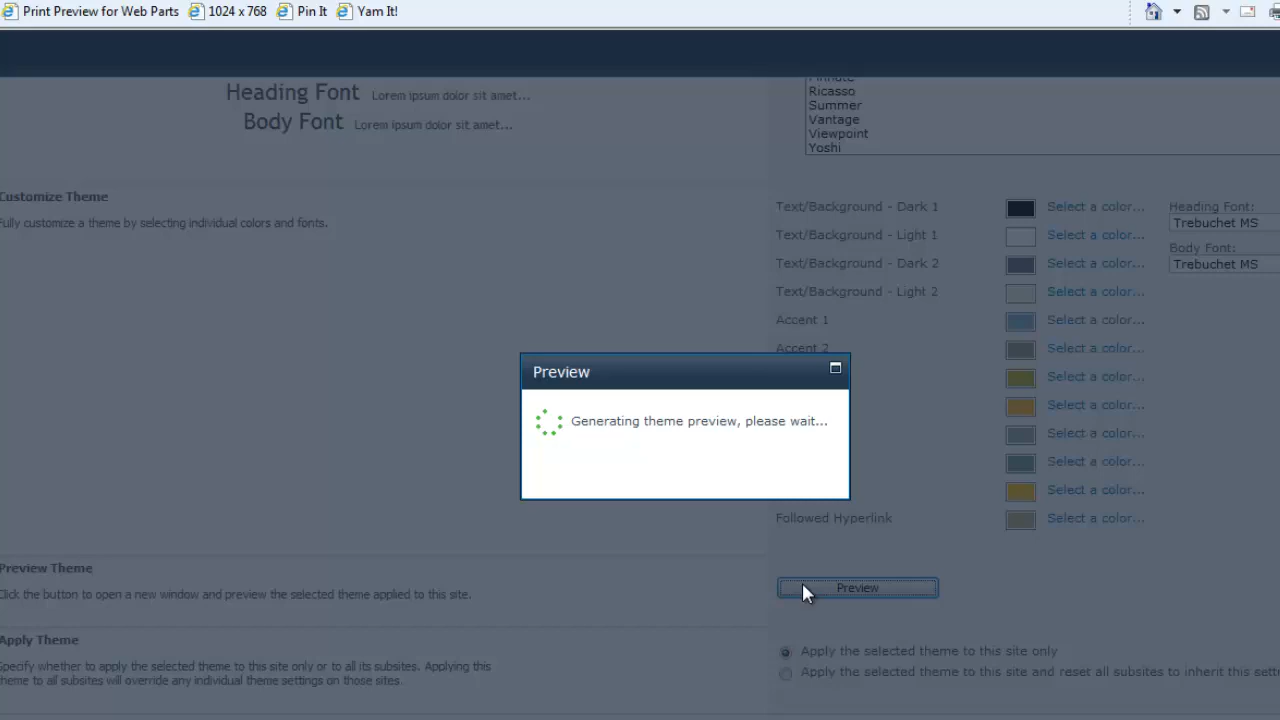 Print Preview for Web Parts 1024 x 768 Pin It Yam It!
Heading Font Lorem ipsum dolor sit amet...
Body Font Lorem ipsum dolor sit amet...
Ricasso
Summer
Vantage
Viewpoint
Yoshi
Customize Theme
Fully customize a theme by selecting individual colors and fonts.
Text/Background - Dark 1 Select a color...
Text/Background - Light 1 Select a color...
Text/Background - Dark 2 Select a color...
Text/Background - Light 2 Select a color...
Accent 1 Select a color...
Accent 2 Select a color...
Select a color...
Select a color...
Select a color...
Select a color...
Select a color...
Followed Hyperlink Select a color...
Heading Font:
Trebuchet MS
Body Font:
Trebuchet MS
Preview
Generating theme preview, please wait...
Preview Theme
Click the button to open a new window and preview the selected theme applied to this site.
Preview
Apply Theme
Specify whether to apply the selected theme to this site only or to all its subsites. Applying this
theme to all subsites will override any individual theme settings on those sites.
Apply the selected theme to this site only
Apply the selected theme to this site and reset all subsites to inherit this sett